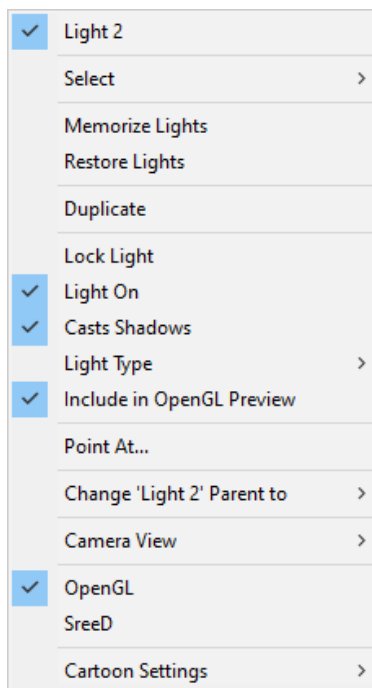 Light 2
Select
Memorize Lights
Restore Lights
Duplicate
Lock Light
Light On
Casts Shadows
Light Type
Include in OpenGL Preview
Point At...
Change 'Light 2' Parent to
Camera View
OpenGL
SreeD
Cartoon Settings